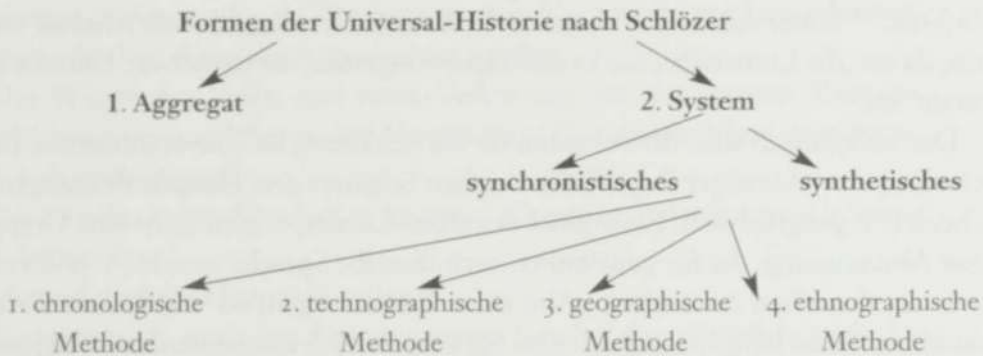 Formen der Universal-Historie nach Schlözer
1. Aggregat 2. System
synchronistisches synthetisches
1. chronologische 2. technographische 3. geographische 4. ethnographische
Methode Methode Methode Methode